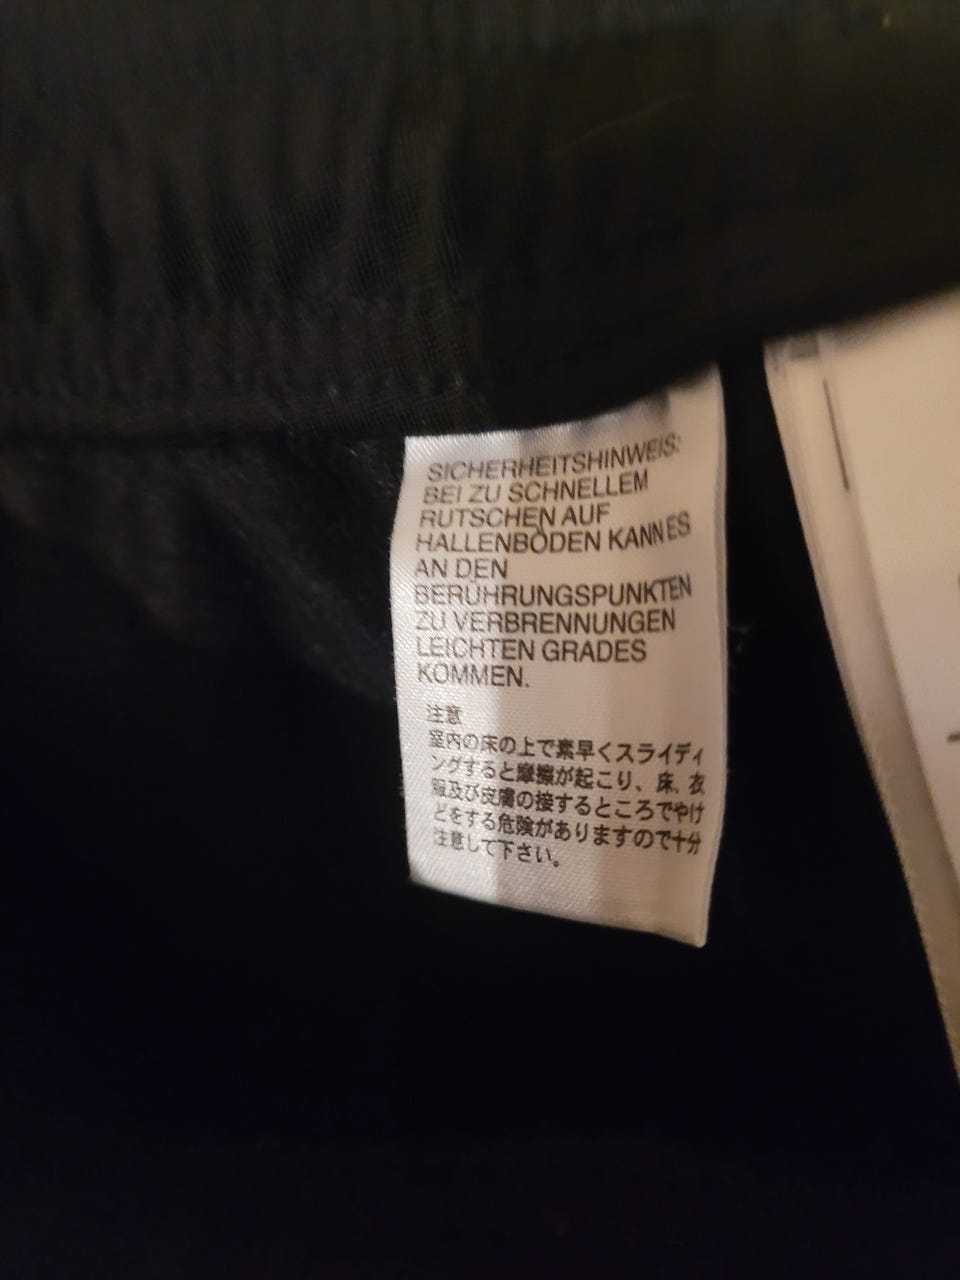 SICHERHEITSHINWEIS:
BEI ZU SCHNELLEM
RUTSCHEN AUF
HALLENBÖDEN KANN ES
AN DEN
BERÜHRUNGSPUNKTEN
ZU VERBRENNUNGEN
LEICHTEN GRADES
KOMMEN.
注意
室内の床の上で素早くスライディ
ングすると摩擦が起こり、床、衣
服及び皮膚の接するところでやけ
どをする危険がありますので十分
注意して下さい。